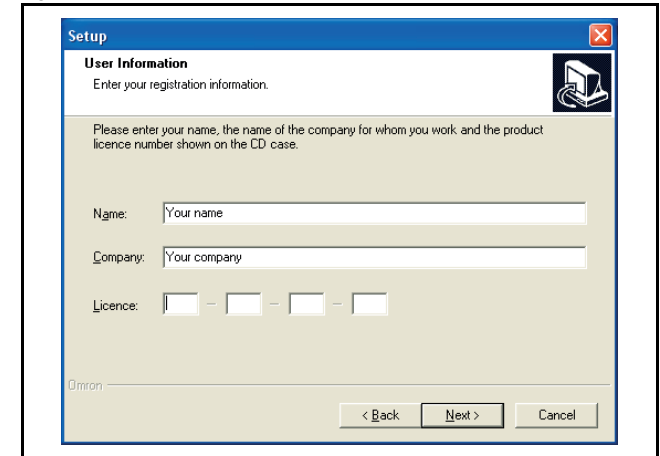 Setup
User Information
Enter your registration information.
Please enter your name, the name of the company for whom you work and the product
licence number shown on the CD case.
Name: Your name
Company: Your company
Licence: – – –
Omron
< Back Next > Cancel